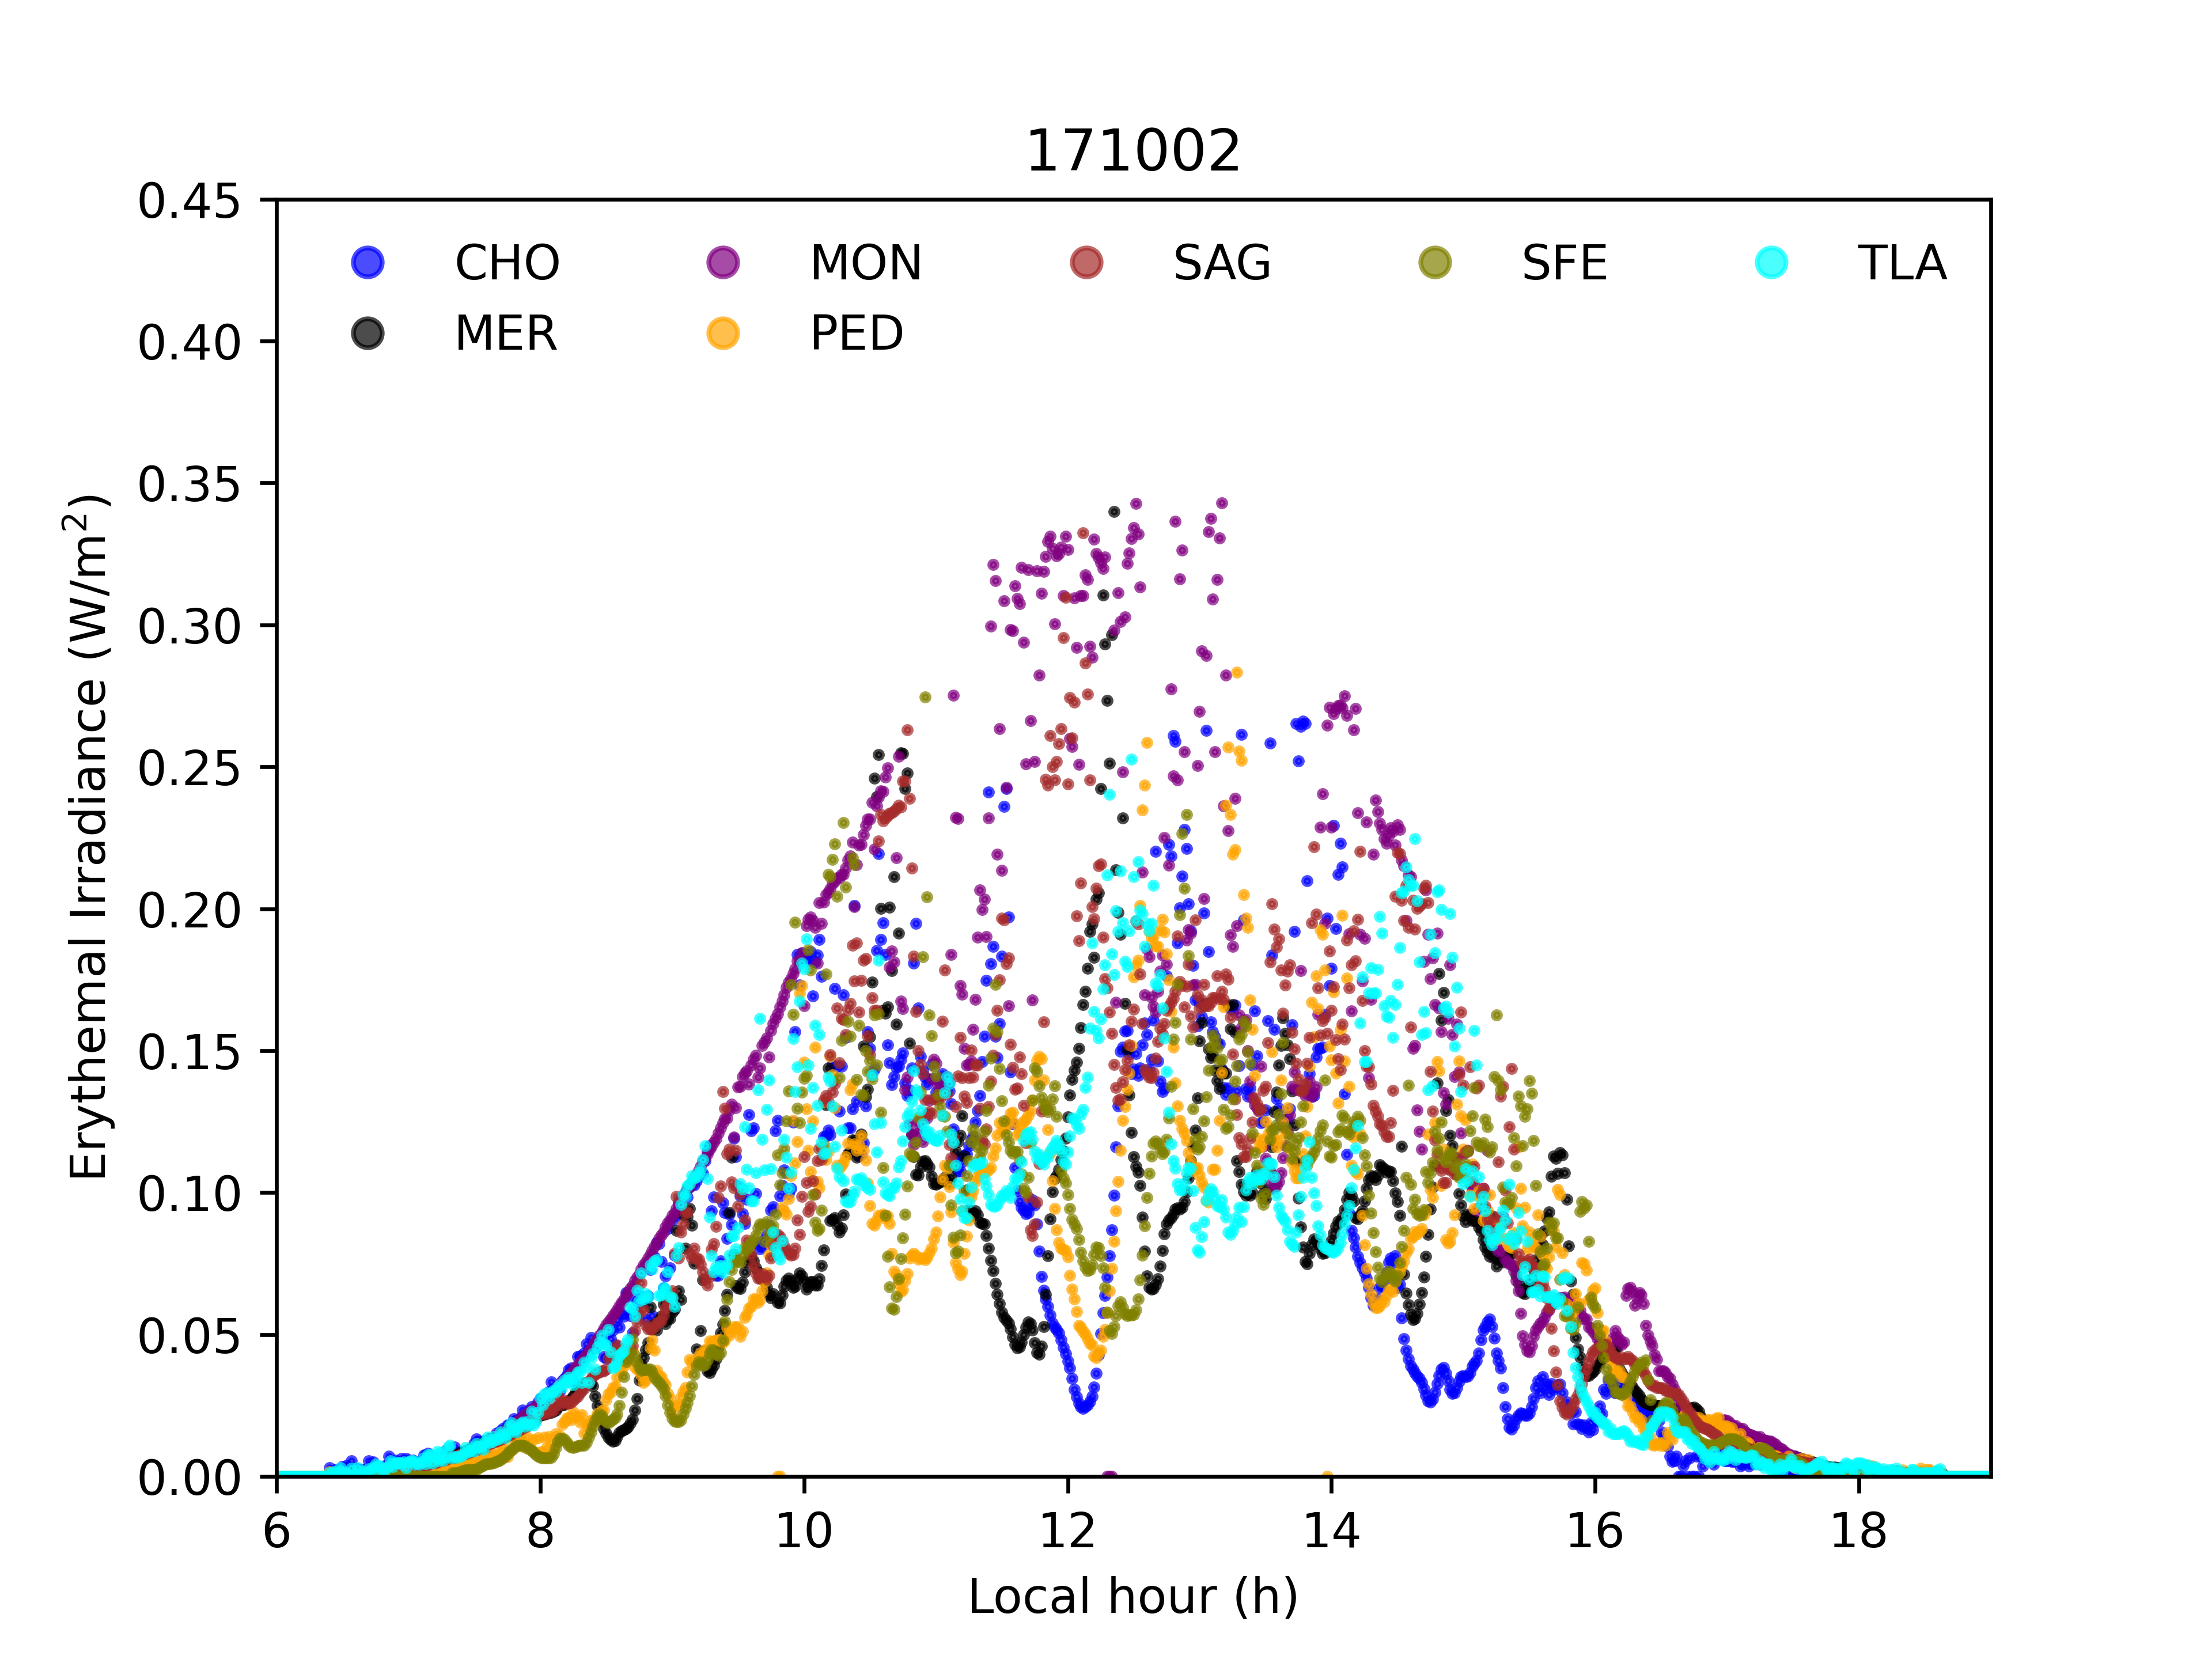 171002
0.45
CHO MON SAG SFE TLA
MER PED
0.40
0.35
0.30
0.25
0.20
0.15
0.10
0.05
0.00
Erythemal Irradiance (W/m²)
6 8 10 12 14 16 18
Local hour (h)